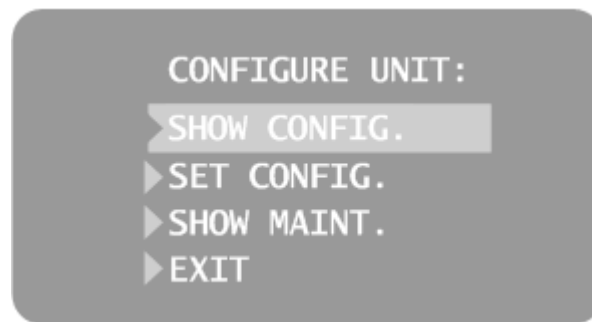 CONFIGURE UNIT:
SHOW CONFIG.
SET CONFIG.
SHOW MAINT.
EXIT